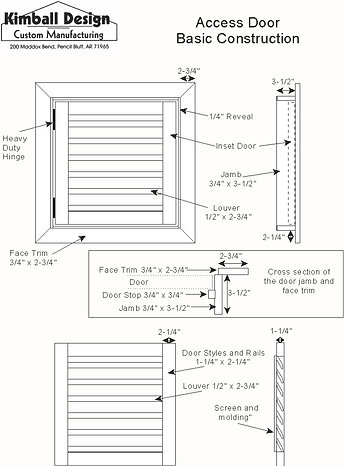 Kimball Design
Custom Manufacturing
200 Maddox Bend, Pencil Bluff, AR 71965
Access Door
Basic Construction
2-3/4"
3-1/2"
1/4" Reveal
Heavy
Duty
Hinge
Inset Door
Jamb
3/4" x 3-1/2"
Louver
1/2" x 2-3/4"
2-1/4"
Face Trim
3/4" x 2-3/4"
2-3/4"
Face Trim 3/4" x 2-3/4"
Door
Door Stop 3/4" x 3/4"
3-1/2"
Jamb 3/4" x 3-1/2"
Cross section of
the door jamb and
face trim
2-1/4"
1-1/4"
Door Styles and Rails
1-1/4" x 2-1/4"
Louver 1/2" x 2-3/4"
Screen and
molding"